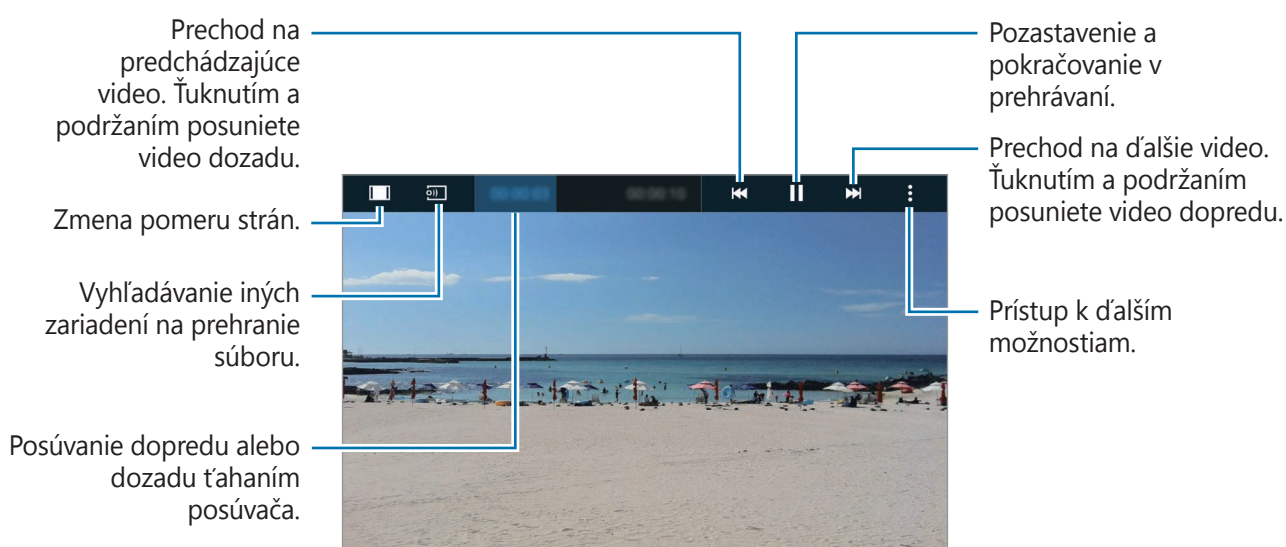 Prechod na
predchádzajúce
video. Ťuknutím a
podržaním posuniete
video dozadu.
Zmena pomeru strán.
Vyhľadávanie iných
zariadení na prehranie
súboru.
Posúvanie dopredu alebo
dozadu ťahaním
posúvača.
Pozastavenie a
pokračovanie v
prehrávaní.
Prechod na ďalšie video.
Ťuknutím a podržaním
posuniete video dopredu.
Prístup k ďalším
možnostiam.